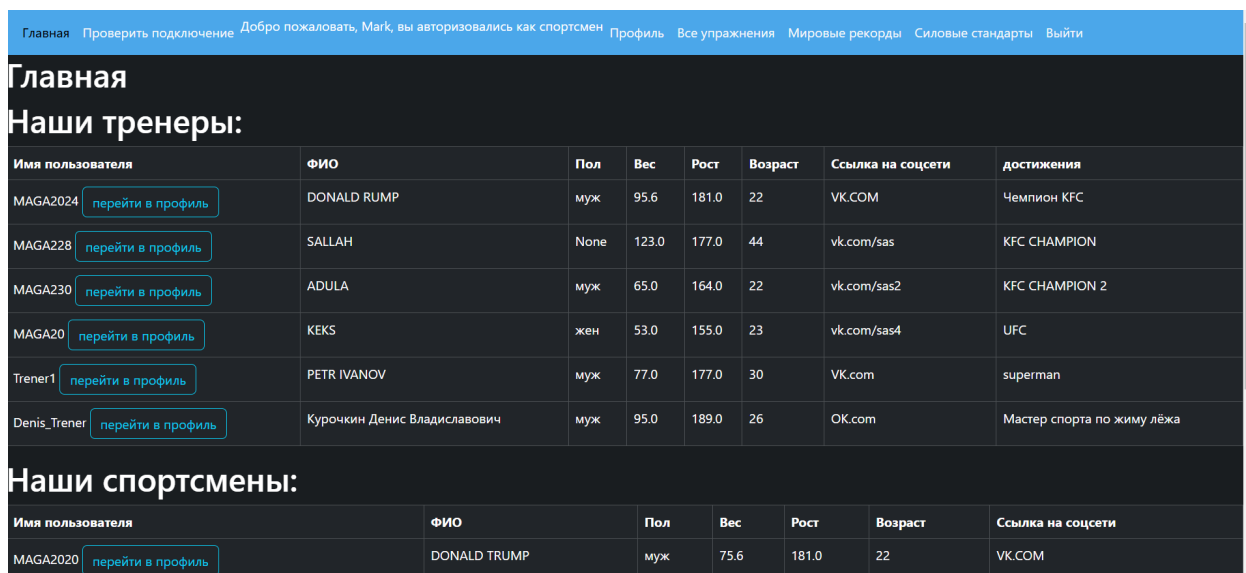 Главная Проверить подключение Добро пожаловать, Mark, вы авторизовались как спортсмен Профиль Все упражнения Мировые рекорды Силовые стандарты Выйти
Главная
Наши тренеры:
Имя пользователя ФИО Пол Вес Рост Возраст Ссылка на соцсети достижения
MAGA2024 перейти в профиль DONALD RUMP муж 95.6 181.0 22 VK.COM Чемпион KFC
MAGA228 перейти в профиль SALLAH None 123.0 177.0 44 vk.com/sas KFC CHAMPION
MAGA230 перейти в профиль ADULA муж 65.0 164.0 22 vk.com/sas2 KFC CHAMPION 2
MAGA20 перейти в профиль KEKS жен 53.0 155.0 23 vk.com/sas4 UFC
Trener1 перейти в профиль PETR IVANOV муж 77.0 177.0 30 VK.com superman
Denis_Trener перейти в профиль Курочкин Денис Владиславович муж 95.0 189.0 26 OK.com Мастер спорта по жиму лёжа
Наши спортсмены:
Имя пользователя ФИО Пол Вес Рост Возраст Ссылка на соцсети
MAGA2020 перейти в профиль DONALD TRUMP муж 75.6 181.0 22 VK.COM